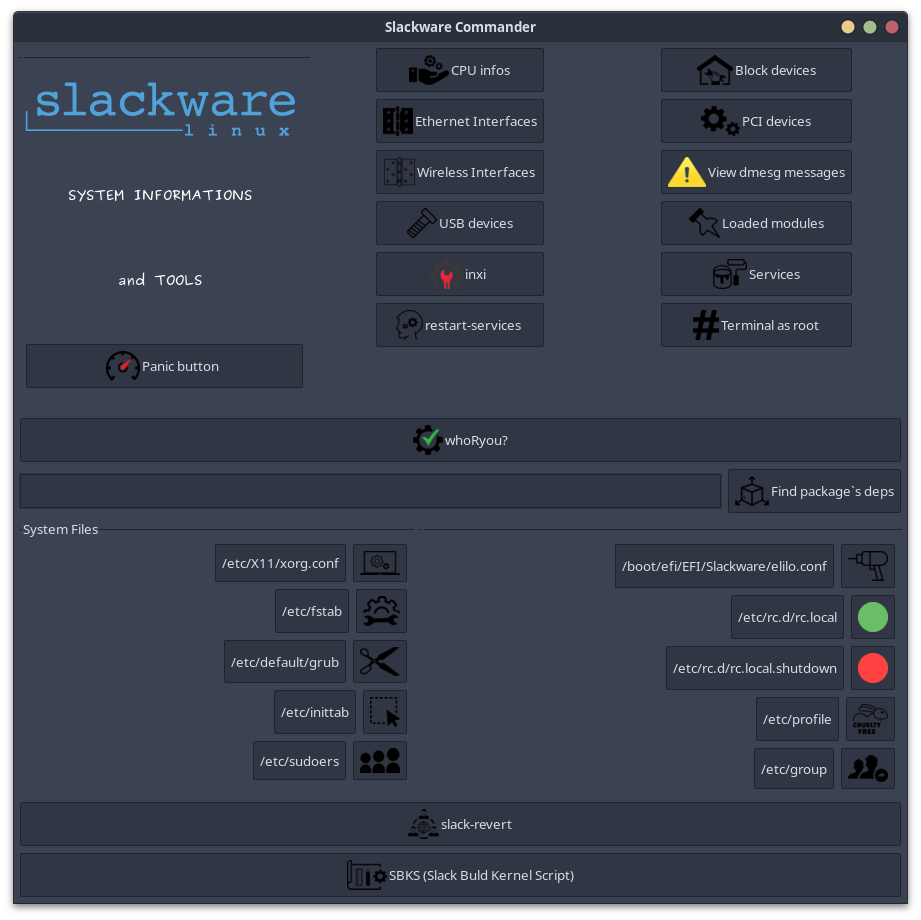 Slackware Commander
slackware
linux
SYSTEM INFORMATIONS
and TOOLS
Panic button
CPU infos
Ethernet Interfaces
Wireless Interfaces
USB devices
inxi
restart-services
Block devices
PCI devices
View dmesg messages
Loaded modules
Services
Terminal as root
whoRyou?
Find package`s deps
System Files
/etc/X11/xorg.conf
/etc/fstab
/etc/default/grub
/etc/inittab
/etc/sudoers
/boot/efi/EFI/Slackware/elilo.conf
/etc/rc.d/rc.local
/etc/rc.d/rc.local.shutdown
/etc/profile
CRUELTY
FREE
/etc/group
slack-revert
SBKS (Slack Buld Kernel Script)